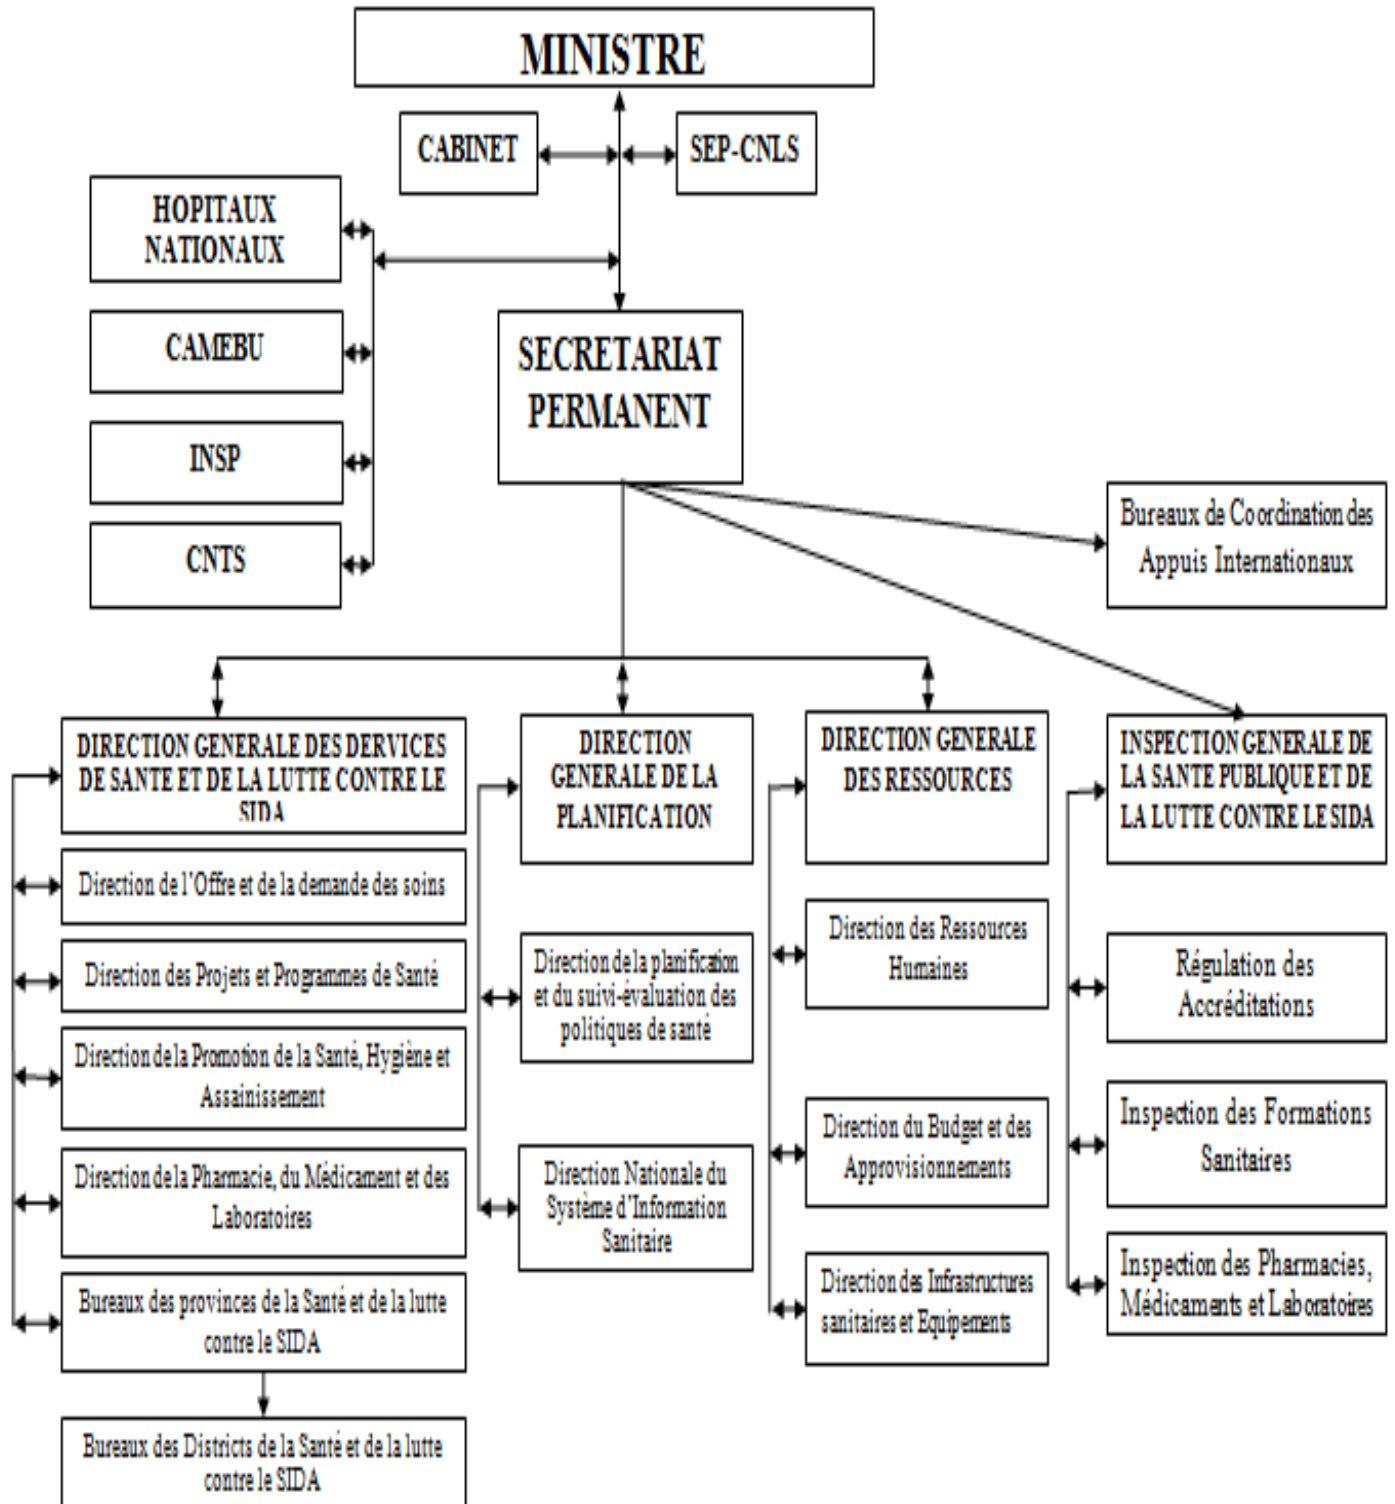 MINISTRE
CABINET
SEP-CNLS
HOPITAUX
NATIONAUX
CAMEBU
INSP
CNTS
SECRETARIAT
PERMANENT
Bureaux de Coordination des
Appuis Internationaux
DIRECTION GENERALE DES DERVICES
DE SANTE ET DE LA LUTTE CONTRE LE
SIDA
Direction de l'Offre et de la demande des soins
Direction des Projets et Programmes de Santé
Direction de la Promotion de la Santé, Hygiène et
Assainissement
Direction de la Pharmacie, du Médicament et des
Laboratoires
Bureaux des provinces de la Santé et de la lutte
contre le SIDA
Bureaux des Districts de la Santé et de la lutte
contre le SIDA
DIRECTION
GENERALE DE LA
PLANIFICATION
Direction de la planification
et du suivi-évaluation des
politiques de santé
Direction Nationale du
Système d'Information
Sanitaire
DIRECTION GENERALE
DES RESSOURCES
Direction des Ressources
Humaines
Direction du Budget et des
Approvisionnements
Direction des Infrastructures
sanitaires et Equipements
INSPECTION GENERALE DE
LA SANTE PUBLIQUE ET DE
LA LUTTE CONTRE LE SIDA
Régulation des
Accréditations
Inspection des Formations
Sanitaires
Inspection des Pharmacies,
Médicaments et Laboratoires